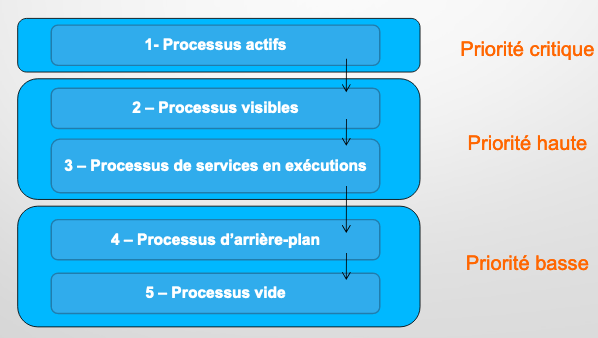 1- Processus actifs
Priorité critique
2 – Processus visibles
3 – Processus de services en exécutions
Priorité haute
4 – Processus d'arrière-plan
5 – Processus vide
Priorité basse